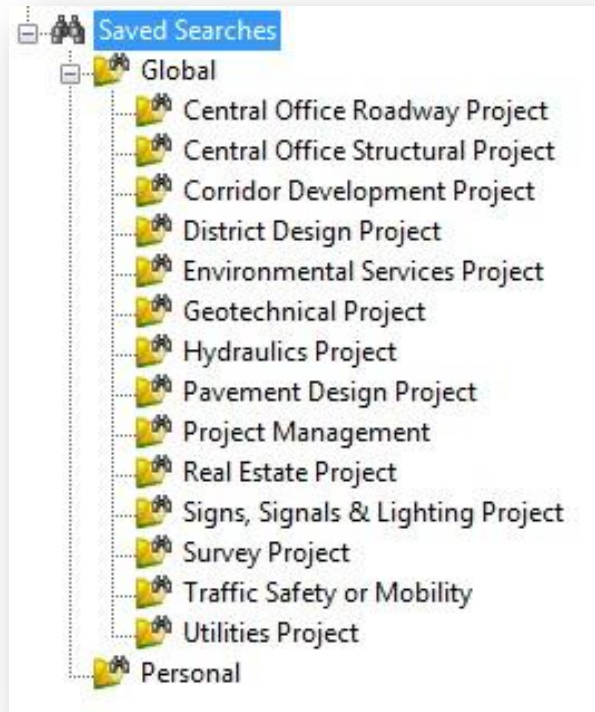 Saved Searches
Global
Central Office Roadway Project
Central Office Structural Project
Corridor Development Project
District Design Project
Environmental Services Project
Geotechnical Project
Hydraulics Project
Pavement Design Project
Project Management
Real Estate Project
Signs, Signals & Lighting Project
Survey Project
Traffic Safety or Mobility
Utilities Project
Personal